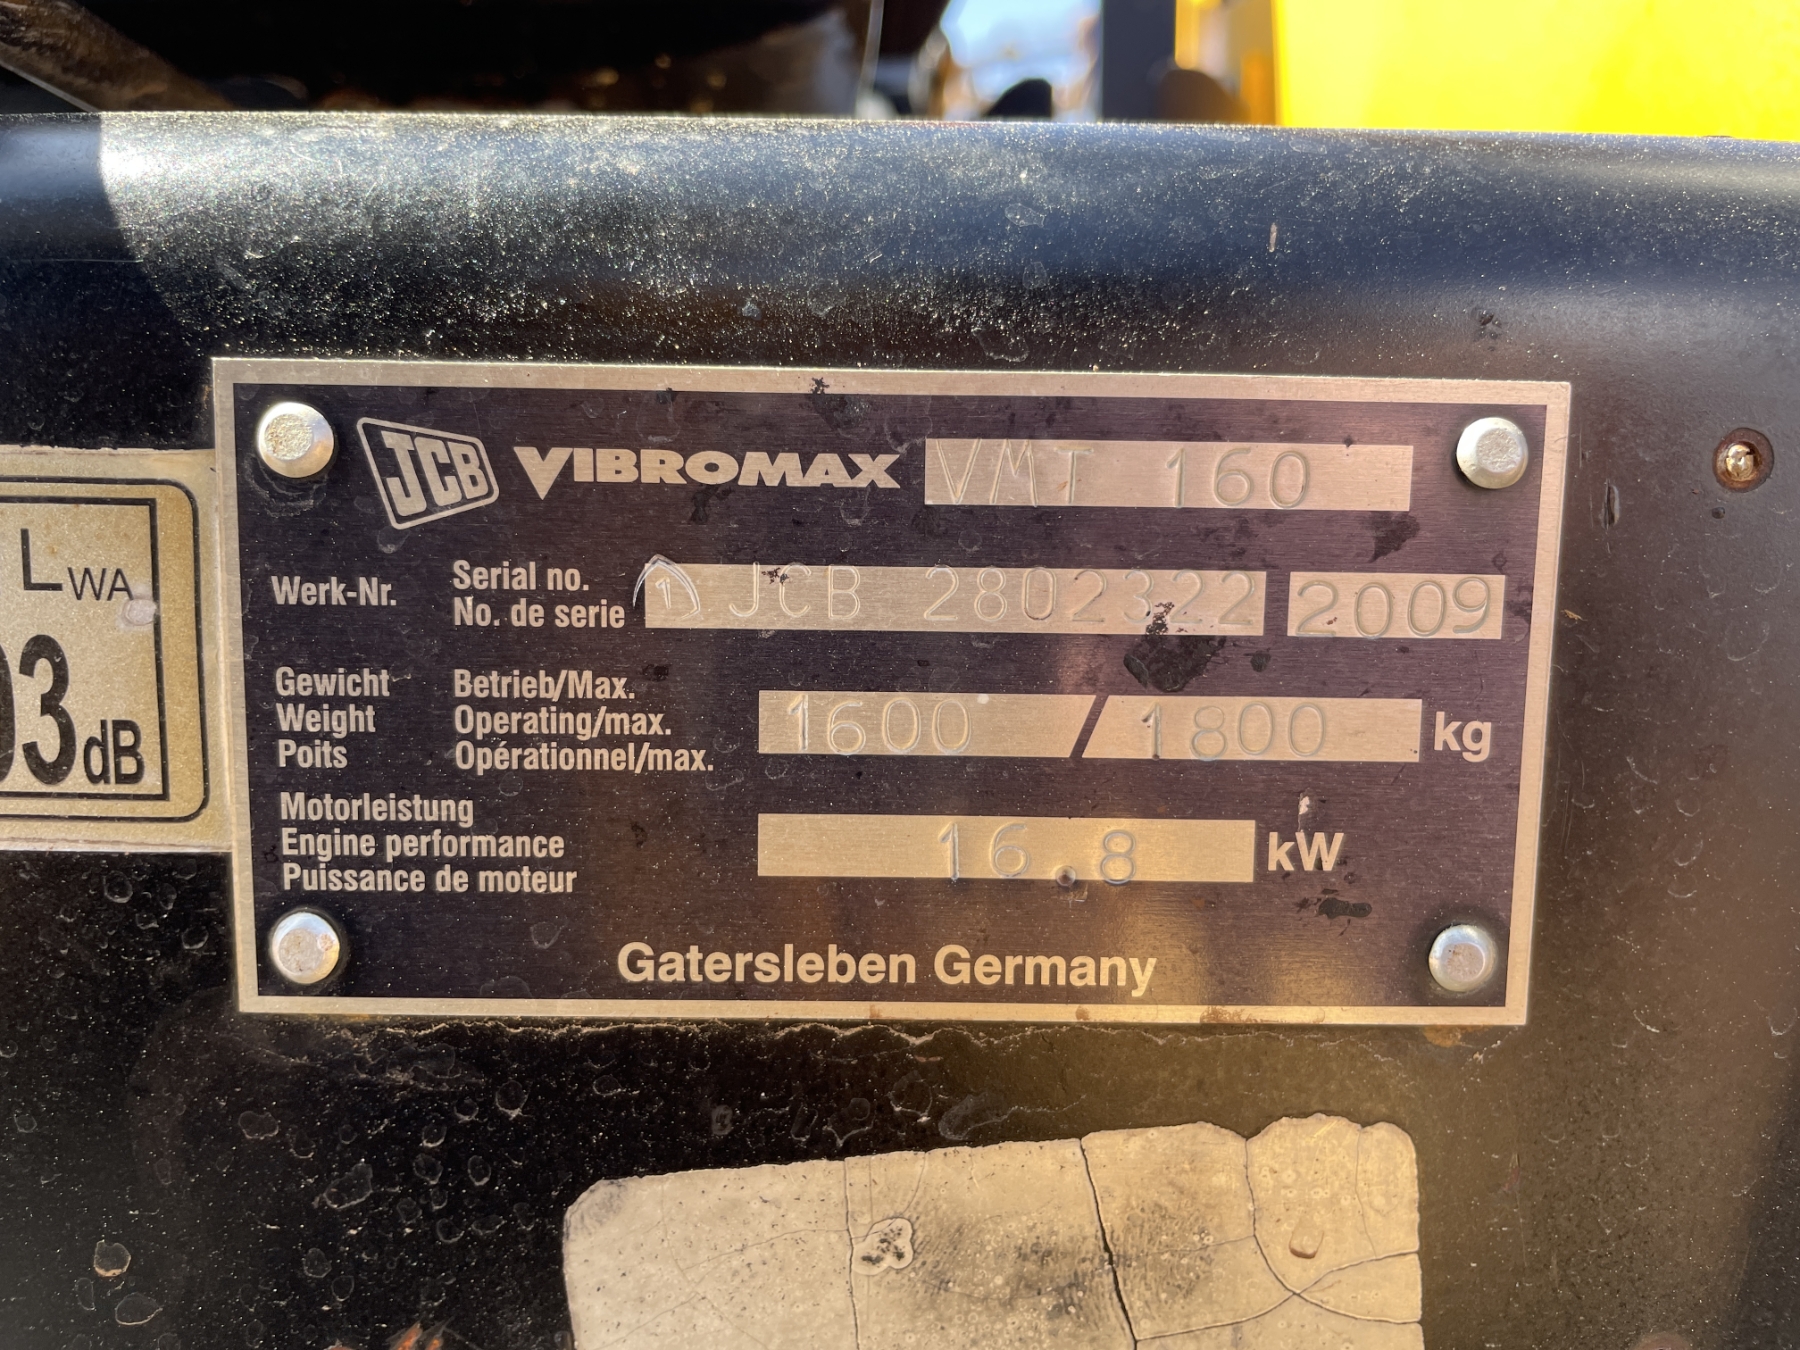 JCB VIBROMAX VMT 160
Werk-Nr. Serial no. No. de serie 1 JCB 2802322 2009
Gewicht Betrieb/Max.
Weight Operating/max. 1600 / 1800 kg
Poits Opérationnel/max.
Motorleistung
Engine performance 16.8 kW
Puissance de moteur
Gatersleben Germany
LWA
3dB